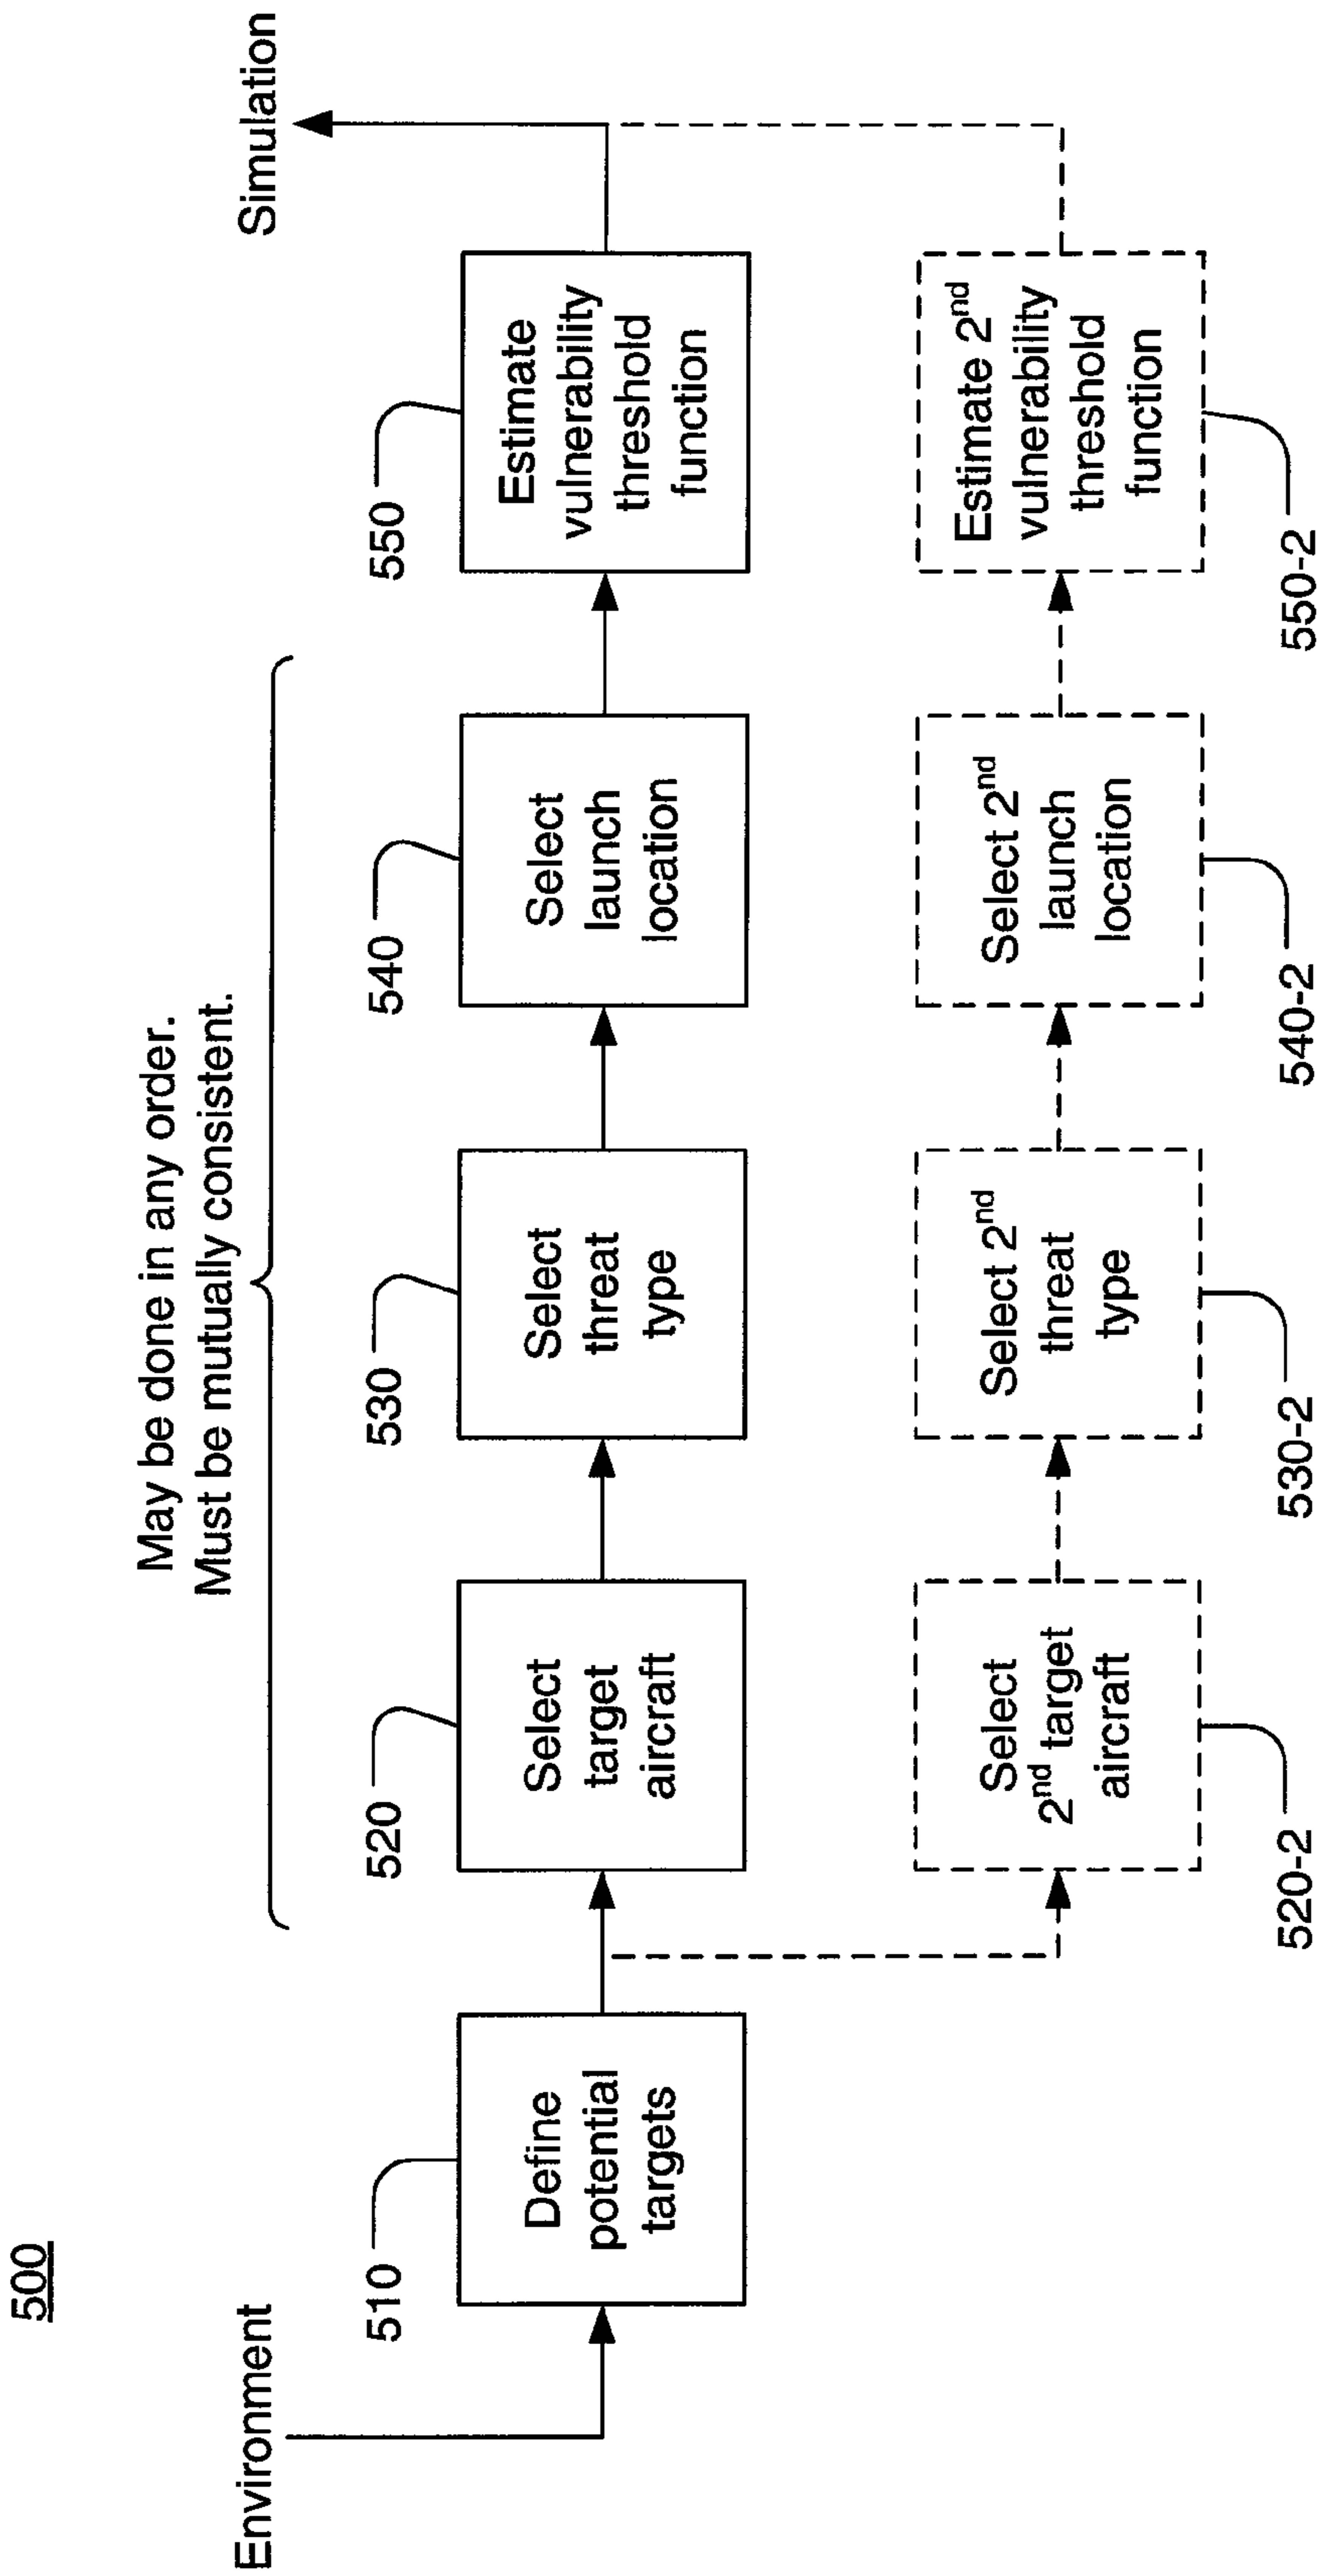 500
May be done in any order.
Must be mutually consistent.
Environment
Simulation
510
520
530
540
550
Define
potential
targets
Select
target
aircraft
Select
threat
type
Select
launch
location
Estimate
vulnerability
threshold
function
Select
2nd target
aircraft
Select 2nd
threat
type
Select 2nd
launch
location
Estimate 2nd
vulnerability
threshold
function
520-2
530-2
540-2
550-2